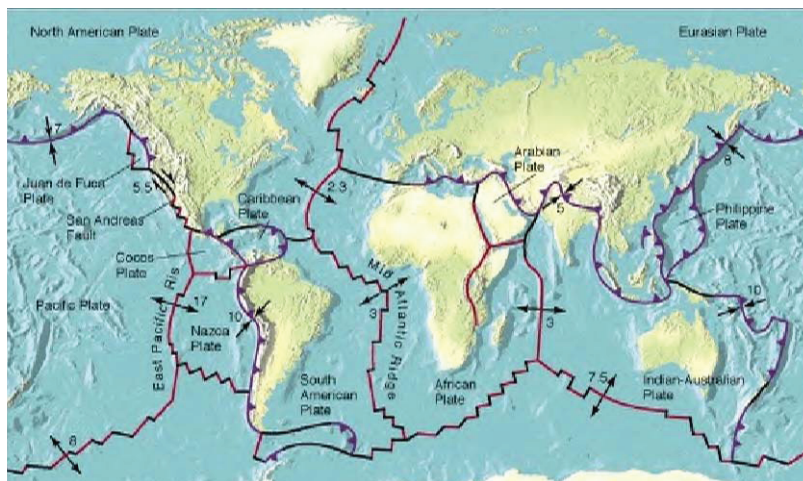 North American Plate
Eurasian Plate
7
Juan de Fuca
Plate
5.5
San Andreas
Fault
Caribbean
Plate
2.3
Arabian
Plate
5
8
Philippine
Plate
Cocos
Plate
Pacific Plate
East Pacific Ris
17
10
Nazca
Plate
Mid Atlantic Ridge
3
3
10
South
American
Plate
African
Plate
7.5
Indian-Australian
Plate
8